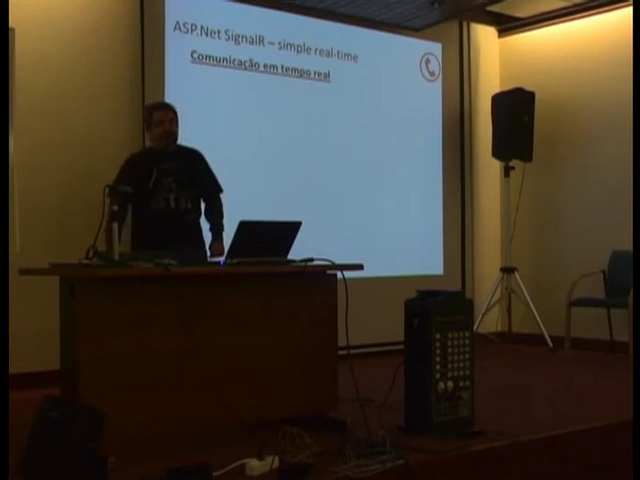 ASP.Net SignalR – simple real-time
Comunicação em tempo real